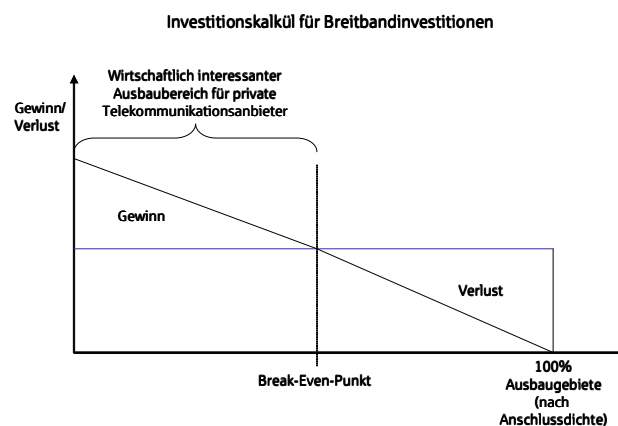 Investitionskalkül für Breitbandinvestitionen
Wirtschaftlich interessanter
Ausbaubereich für private
Telekommunikationsanbieter
Gewinn/
Verlust
Gewinn
Verlust
Break-Even-Punkt
100%
Ausbaugebiete
(nach
Anschlussdichte)